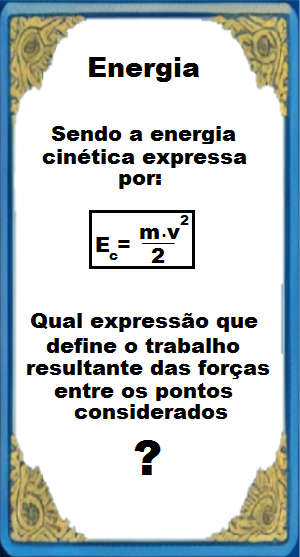 Energia
Sendo a energia
cinética expressa
por:
E_c = m.v² / 2
Qual expressão que
define o trabalho
resultante das forças
entre os pontos
considerados
?